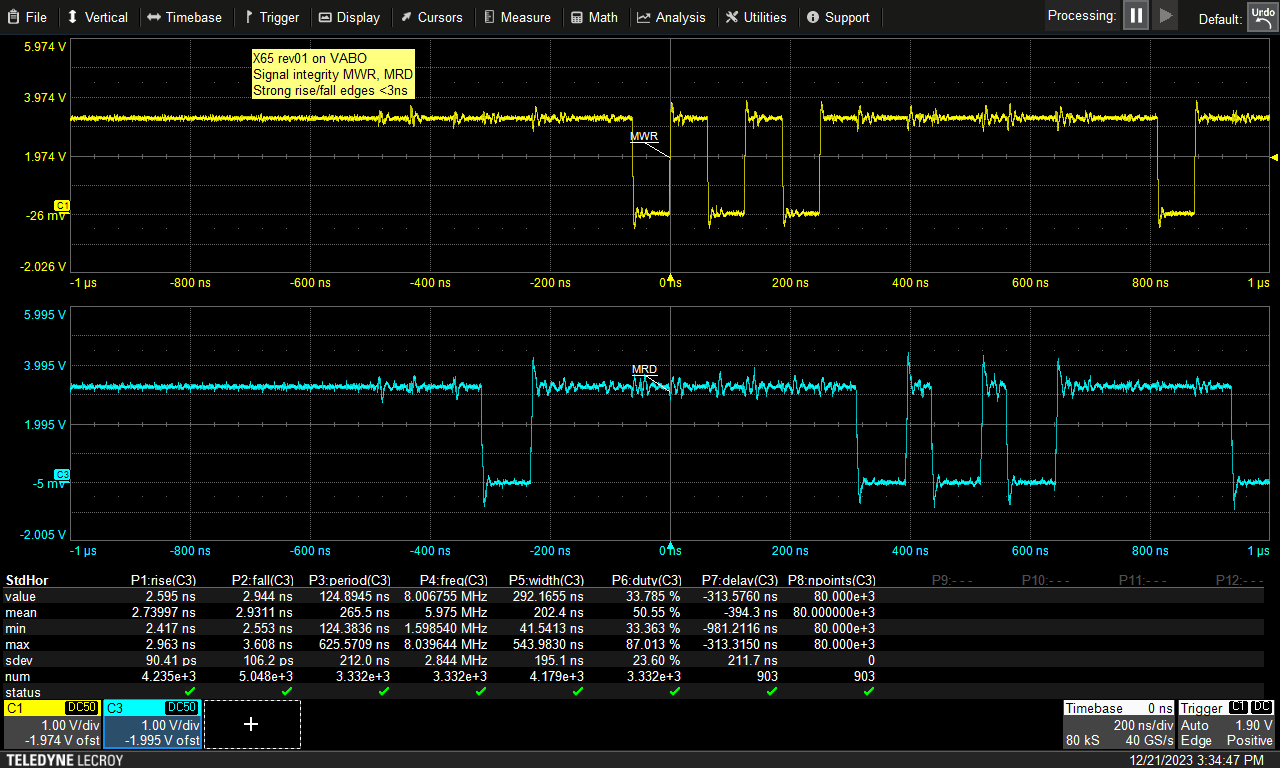 File Vertical Timebase Trigger Display Cursors Measure Math Analysis Utilities Support Processing: Default: Undo
5.974 V
X65 rev01 on VABO
Signal integrity MWR, MRD
Strong rise/fall edges <3ns
3.974 V
MWR
1.974 V
C1
-26 mV
-2.026 V
-1 µs -800 ns -600 ns -400 ns -200 ns 0 ns 200 ns 400 ns 600 ns 800 ns 1 µs
5.995 V
3.995 V
MRD
1.995 V
C3
-5 mV
-2.005 V
-1 µs -800 ns -600 ns -400 ns -200 ns 0 ns 200 ns 400 ns 600 ns 800 ns 1 µs
StdHor P1:rise(C3) P2:fall(C3) P3:period(C3) P4:freq(C3) P5:width(C3) P6:duty(C3) P7:delay(C3) P8:npoints(C3) P9:--- P10:--- P11:--- P12:---
value 2.595 ns 2.944 ns 124.8945 ns 8.006755 MHz 292.1655 ns 33.785 % -313.5760 ns 80.000e+3
mean 2.73997 ns 2.9311 ns 265.5 ns 5.975 MHz 202.4 ns 50.55 % -394.3 ns 80.000000e+3
min 2.417 ns 2.553 ns 124.3836 ns 1.598540 MHz 41.5413 ns 33.363 % -981.2116 ns 80.000e+3
max 2.963 ns 3.608 ns 625.5709 ns 8.039644 MHz 543.9830 ns 87.013 % -313.3150 ns 80.000e+3
sdev 90.41 ps 106.2 ps 212.0 ns 2.844 MHz 195.1 ns 23.60 % 211.7 ns 0
num 4.235e+3 5.048e+3 3.332e+3 3.332e+3 4.179e+3 3.332e+3 903 903
status
C1 DC50 C3 DC50 Timebase 0 ns Trigger C1 DC
1.00 V/div 1.00 V/div 200 ns/div Auto 1.90 V
-1.974 V ofst -1.995 V ofst 80 kS 40 GS/s Edge Positive
TELEDYNE LECROY 12/21/2023 3:34:47 PM